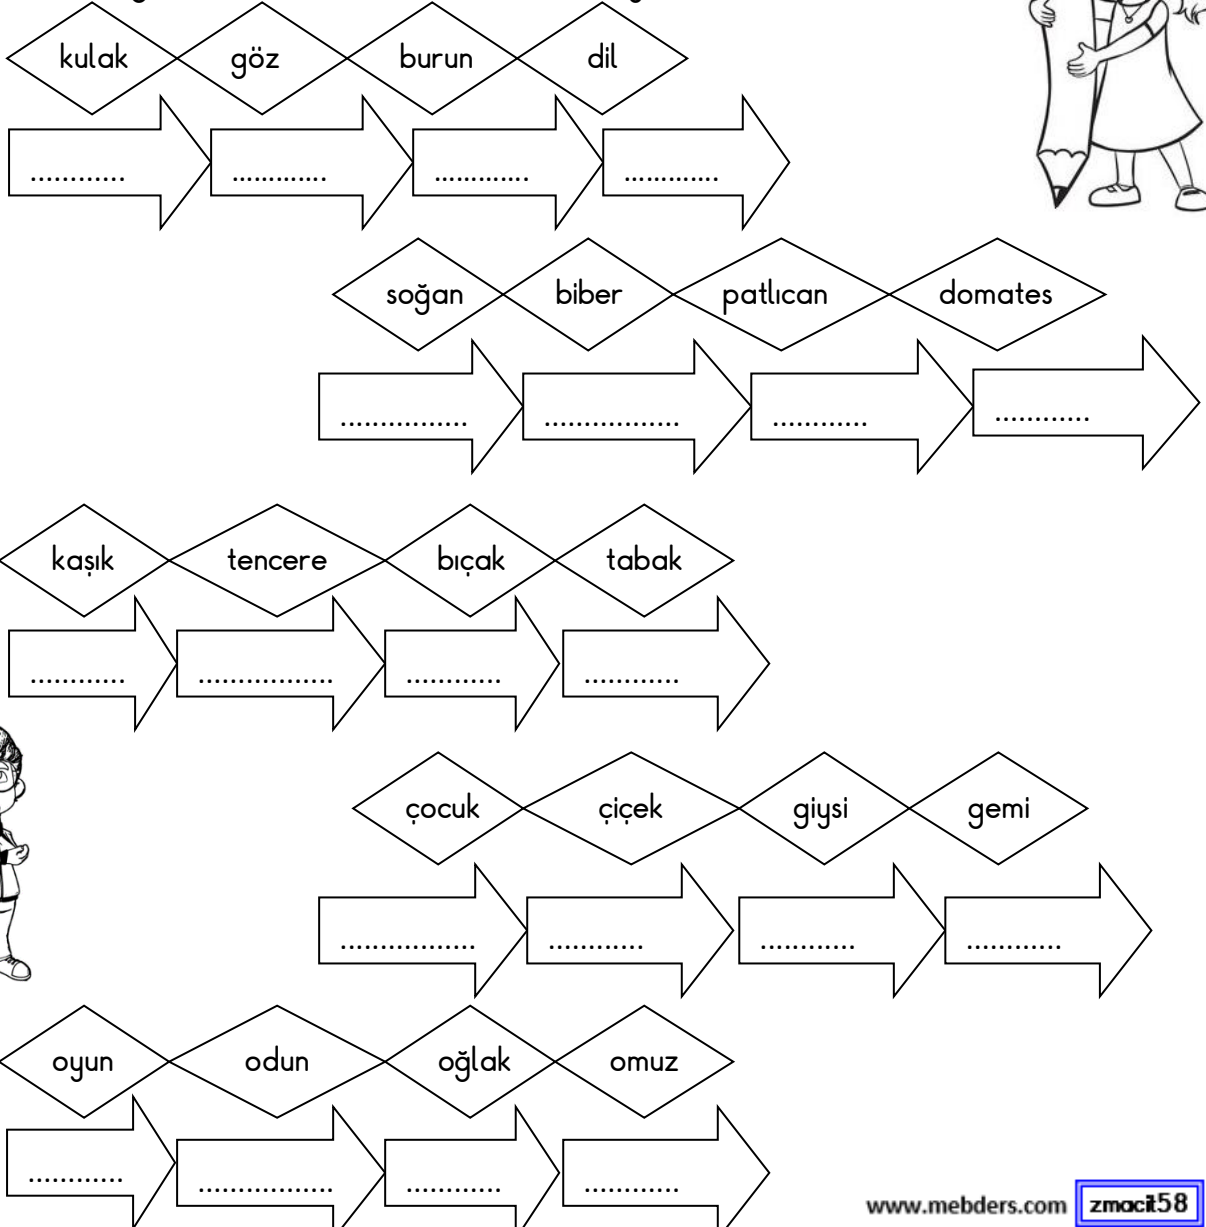 kulak göz burun dil
............ ............ ............ ............
soğan biber patlıcan domates
................ ................. ............ ............
kaşık tencere bıçak tabak
............ ................. ............ ............
çocuk çiçek giysi gemi
................. ............ ............ ............
oyun odun oğlak omuz
............ ................. ............ ............
www.mebders.com zmacit58